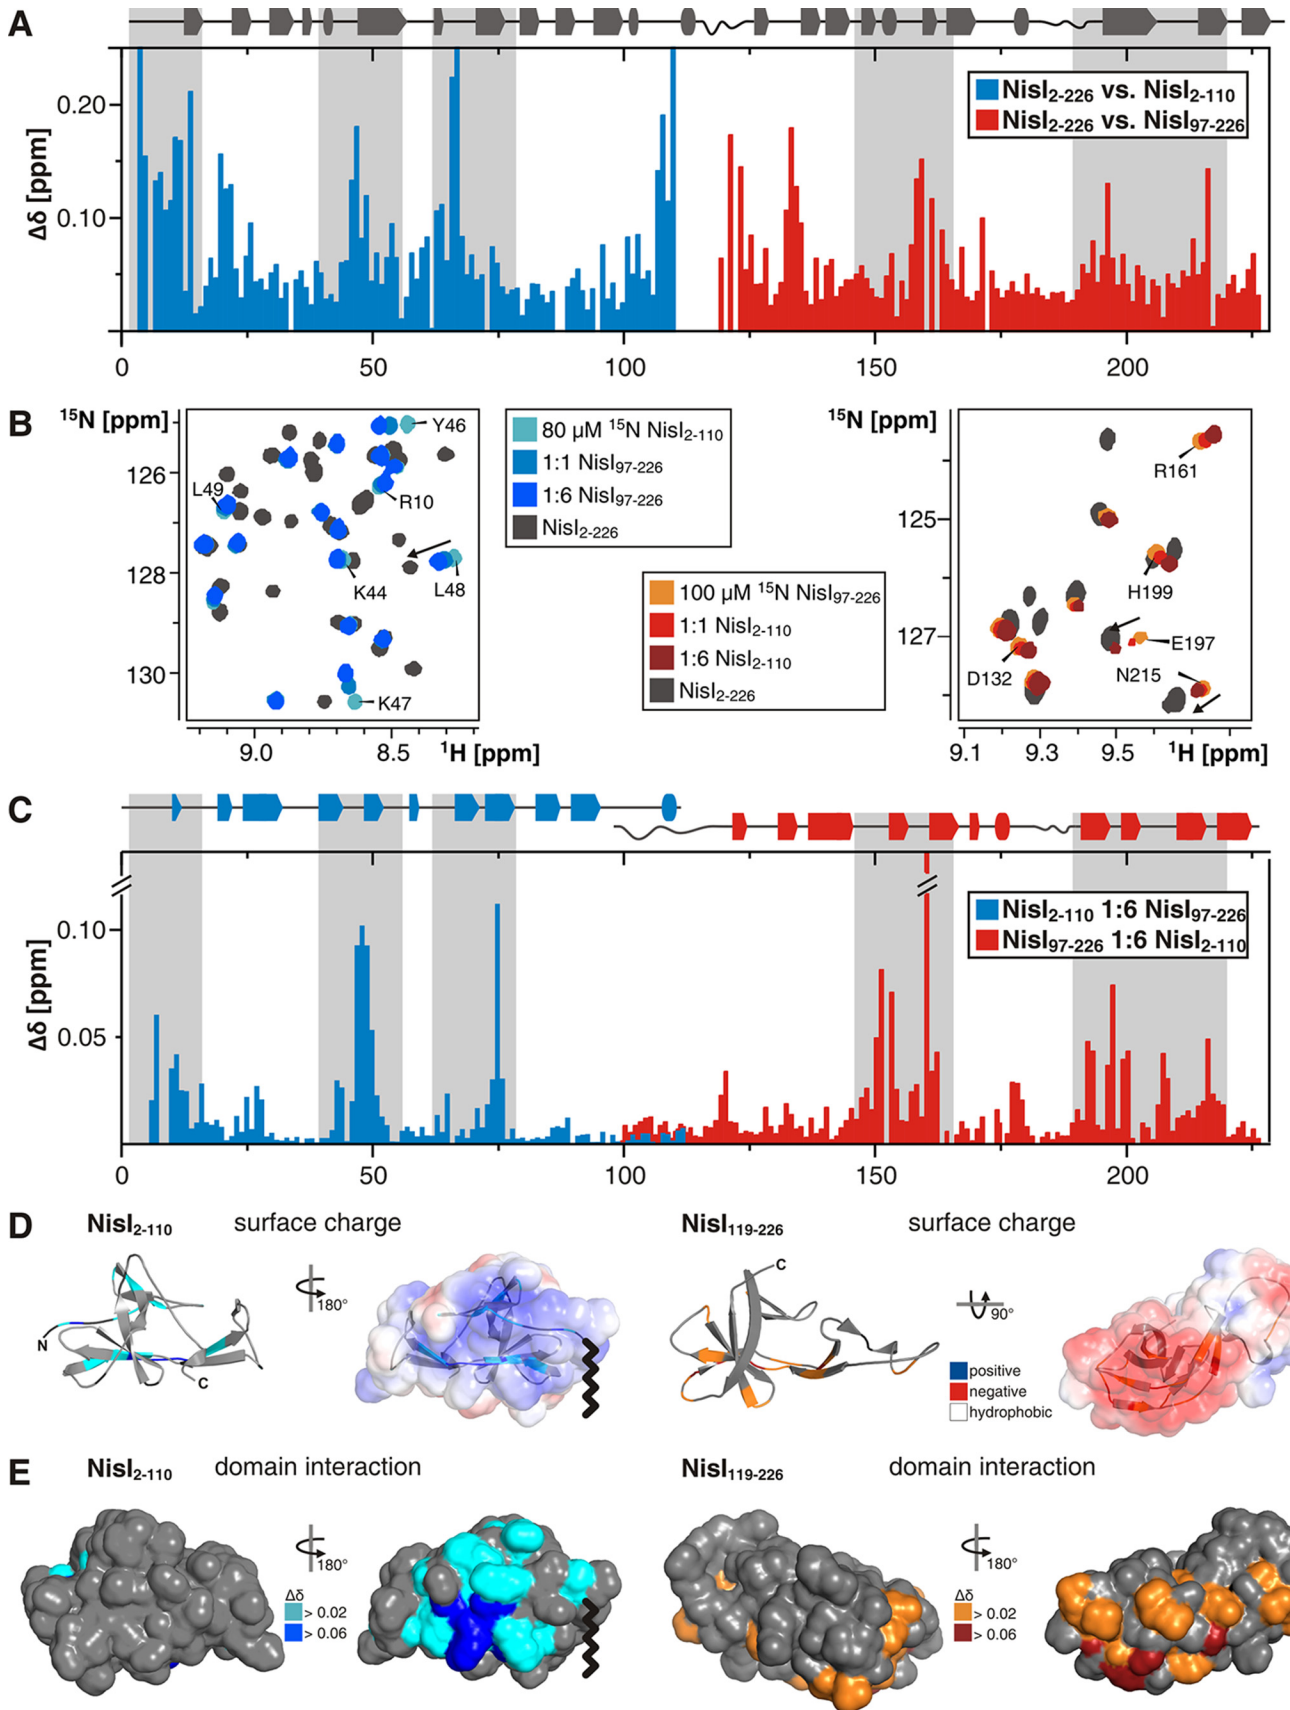 A
NisI2-226 vs. NisI2-110
NisI2-226 vs. NisI97-226
Δδ [ppm]
0.20
0.10
0 50 100 150 200
B
15N [ppm]
126
128
130
9.0 8.5
1H [ppm]
Y46
L49
R10
K44
L48
K47
80 µM 15N NisI2-110
1:1 NisI97-226
1:6 NisI97-226
NisI2-226
100 µM 15N NisI97-226
1:1 NisI2-110
1:6 NisI2-110
NisI2-226
15N [ppm]
125
127
9.1 9.3 9.5
1H [ppm]
R161
H199
E197
D132
N215
C
NisI2-110 1:6 NisI97-226
NisI97-226 1:6 NisI2-110
Δδ [ppm]
0.10
0.05
0 50 100 150 200
D
NisI2-110 surface charge
N
C
180°
NisI119-226 surface charge
C
90°
positive
negative
hydrophobic
E
NisI2-110 domain interaction
180°
Δδ
> 0.02
> 0.06
NisI119-226 domain interaction
180°
Δδ
> 0.02
> 0.06